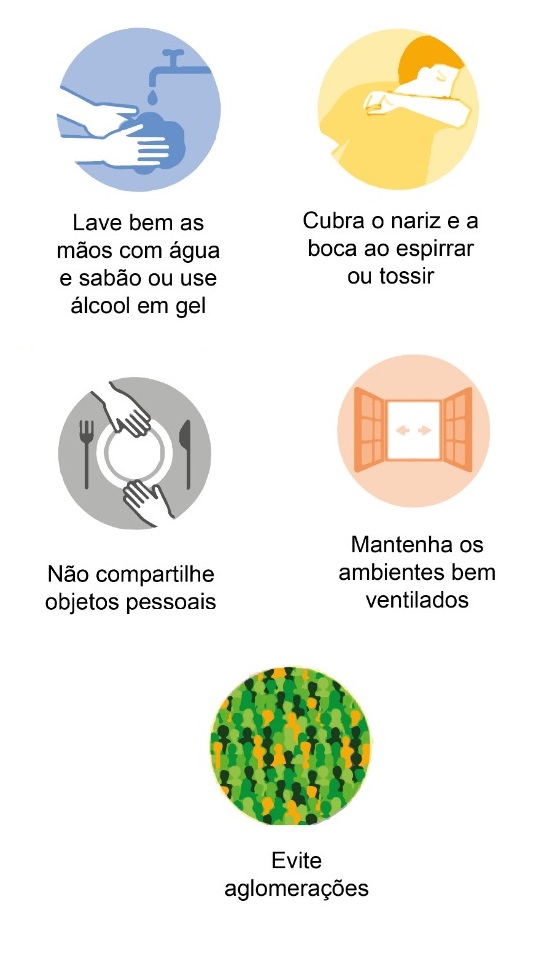 Lave bem as
mãos com água
e sabão ou use
álcool em gel
Cubra o nariz e a
boca ao espirrar
ou tossir
Não compartilhe
objetos pessoais
Mantenha os
ambientes bem
ventilados
Evite
aglomerações